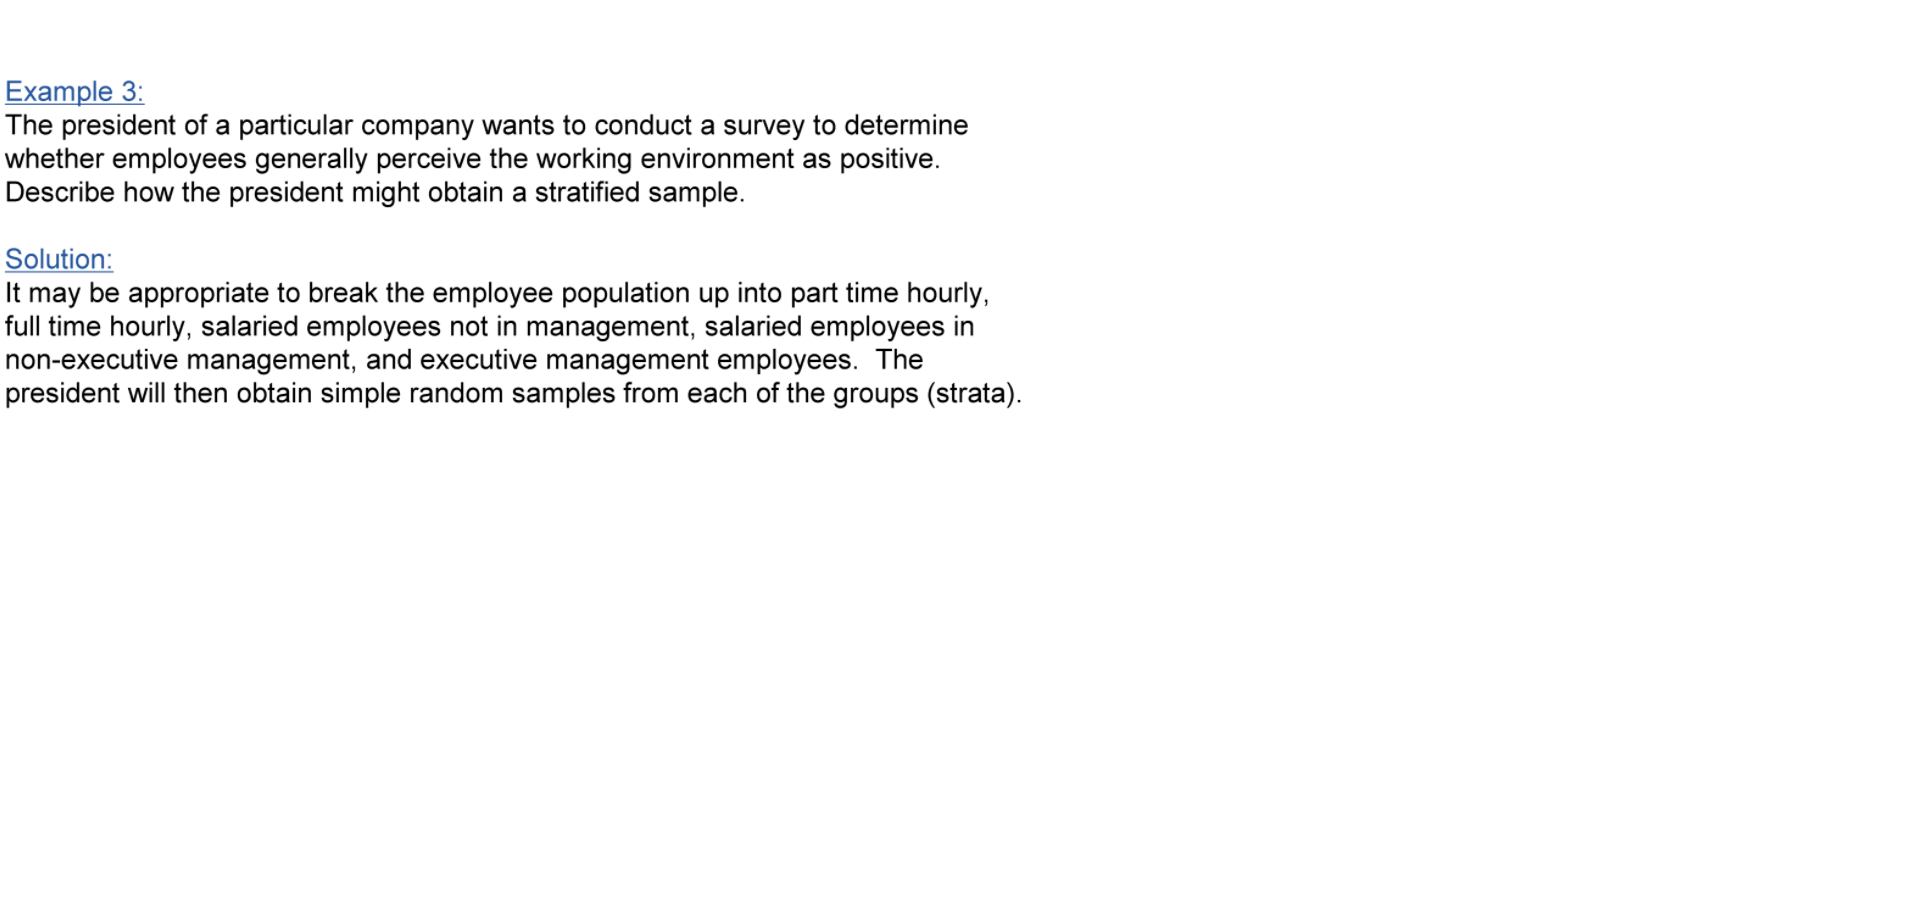 Example 3:
The president of a particular company wants to conduct a survey to determine
whether employees generally perceive the working environment as positive.
Describe how the president might obtain a stratified sample.
Solution:
It may be appropriate to break the employee population up into part time hourly,
full time hourly, salaried employees not in management, salaried employees in
non-executive management, and executive management employees.  The
president will then obtain simple random samples from each of the groups (strata).